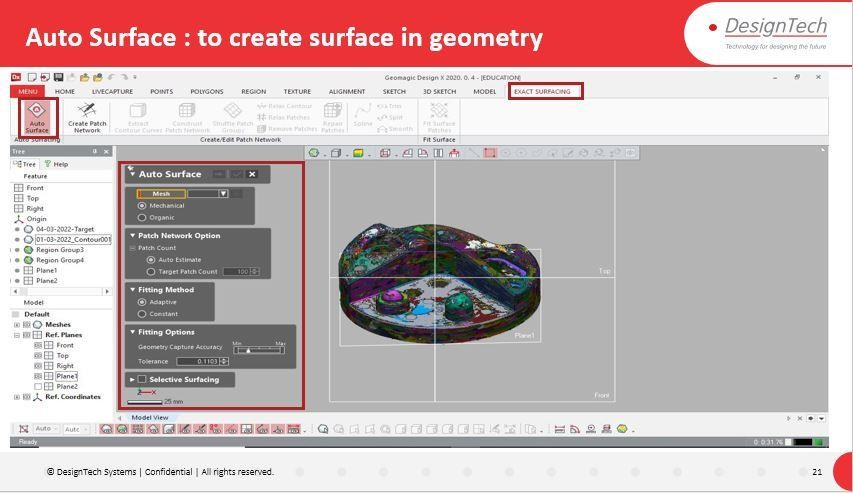 Auto Surface : to create surface in geometry
DesignTech
Technology for designing the future
Geomagic Design X 2020. 0. 4 - [EDUCATION]
MENU HOME LIVECAPTURE POINTS POLYGONS REGION TEXTURE ALIGNMENT SKETCH 3D SKETCH MODEL EXACT SURFACING
Auto Surface
Create Patch Network
Extract Contour Curves
Construct Patch Network
Shuffle Patch Groups
Relax Contour
Relax Patches
Remove Patches
Repair Patches
Spline
Trim
Split
Smooth
Fit Surface Patches
Auto Surfacing
Create/Edit Patch Network
Fit Surface
Tree
Tree Help
Feature
Front
Top
Right
Origin
04-03-2022-Target
01-03-2022_Contour001
Region Group3
Region Group4
Plane1
Plane2
Model
Default
Meshes
Ref. Planes
Front
Top
Right
Plane1
Plane2
Ref. Coordinates
Auto Surface
Mesh
Mechanical
Organic
Patch Network Option
Patch Count
Auto Estimate
Target Patch Count 100
Fitting Method
Adaptive
Constant
Fitting Options
Geometry Capture Accuracy Min Max
Tolerance 0.1103
Selective Surfacing
25 mm
Top
Plane1
Front
Model View
Auto Auto
Ready
0: 0:31.76
© DesignTech Systems | Confidential | All rights reserved.
21